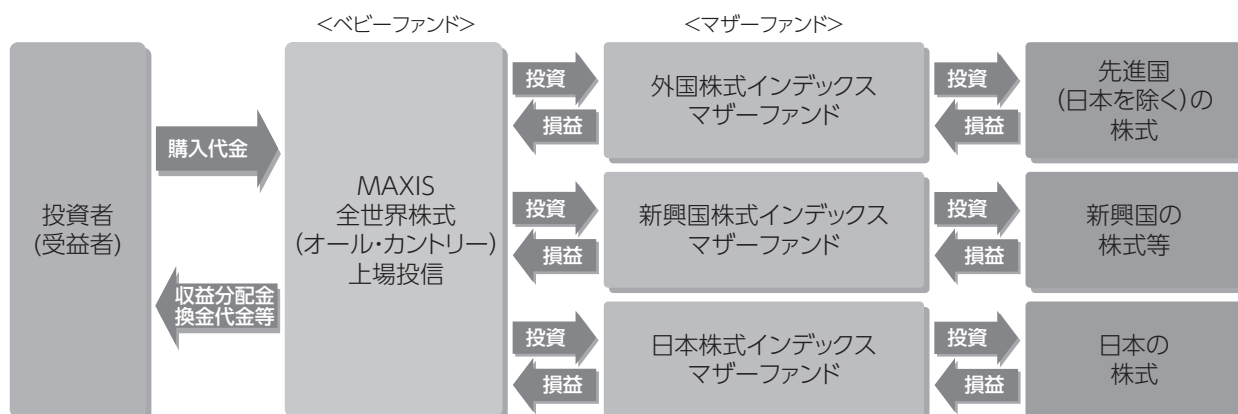 <ベビーファンド>
<マザーファンド>
投資者
(受益者)
購入代金
収益分配金
換金代金等
MAXIS
全世界株式
(オール・カントリー)
上場投信
投資
損益
外国株式インデックス
マザーファンド
投資
損益
先進国
(日本を除く)の
株式
投資
損益
新興国株式インデックス
マザーファンド
投資
損益
新興国の
株式等
投資
損益
日本株式インデックス
マザーファンド
投資
損益
日本の
株式